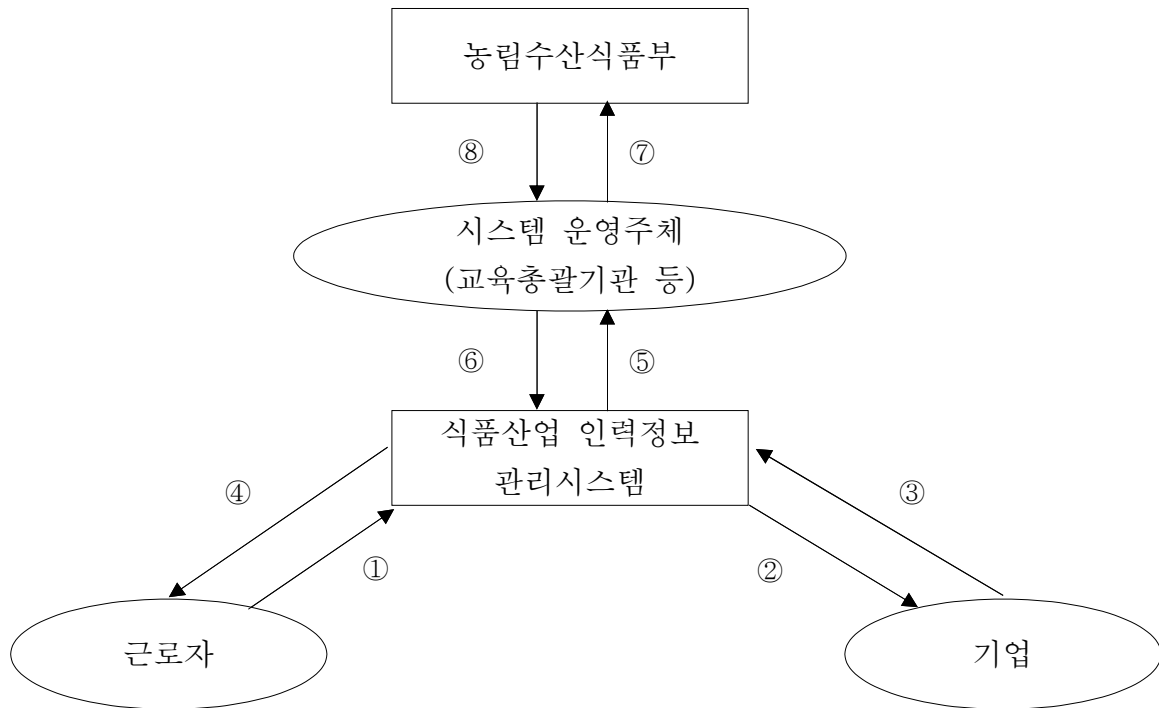 농림수산식품부
⑧ ⑦
시스템 운영주체
(교육총괄기관 등)
⑥ ⑤
식품산업 인력정보
관리시스템
④ ③
① ②
근로자 기업